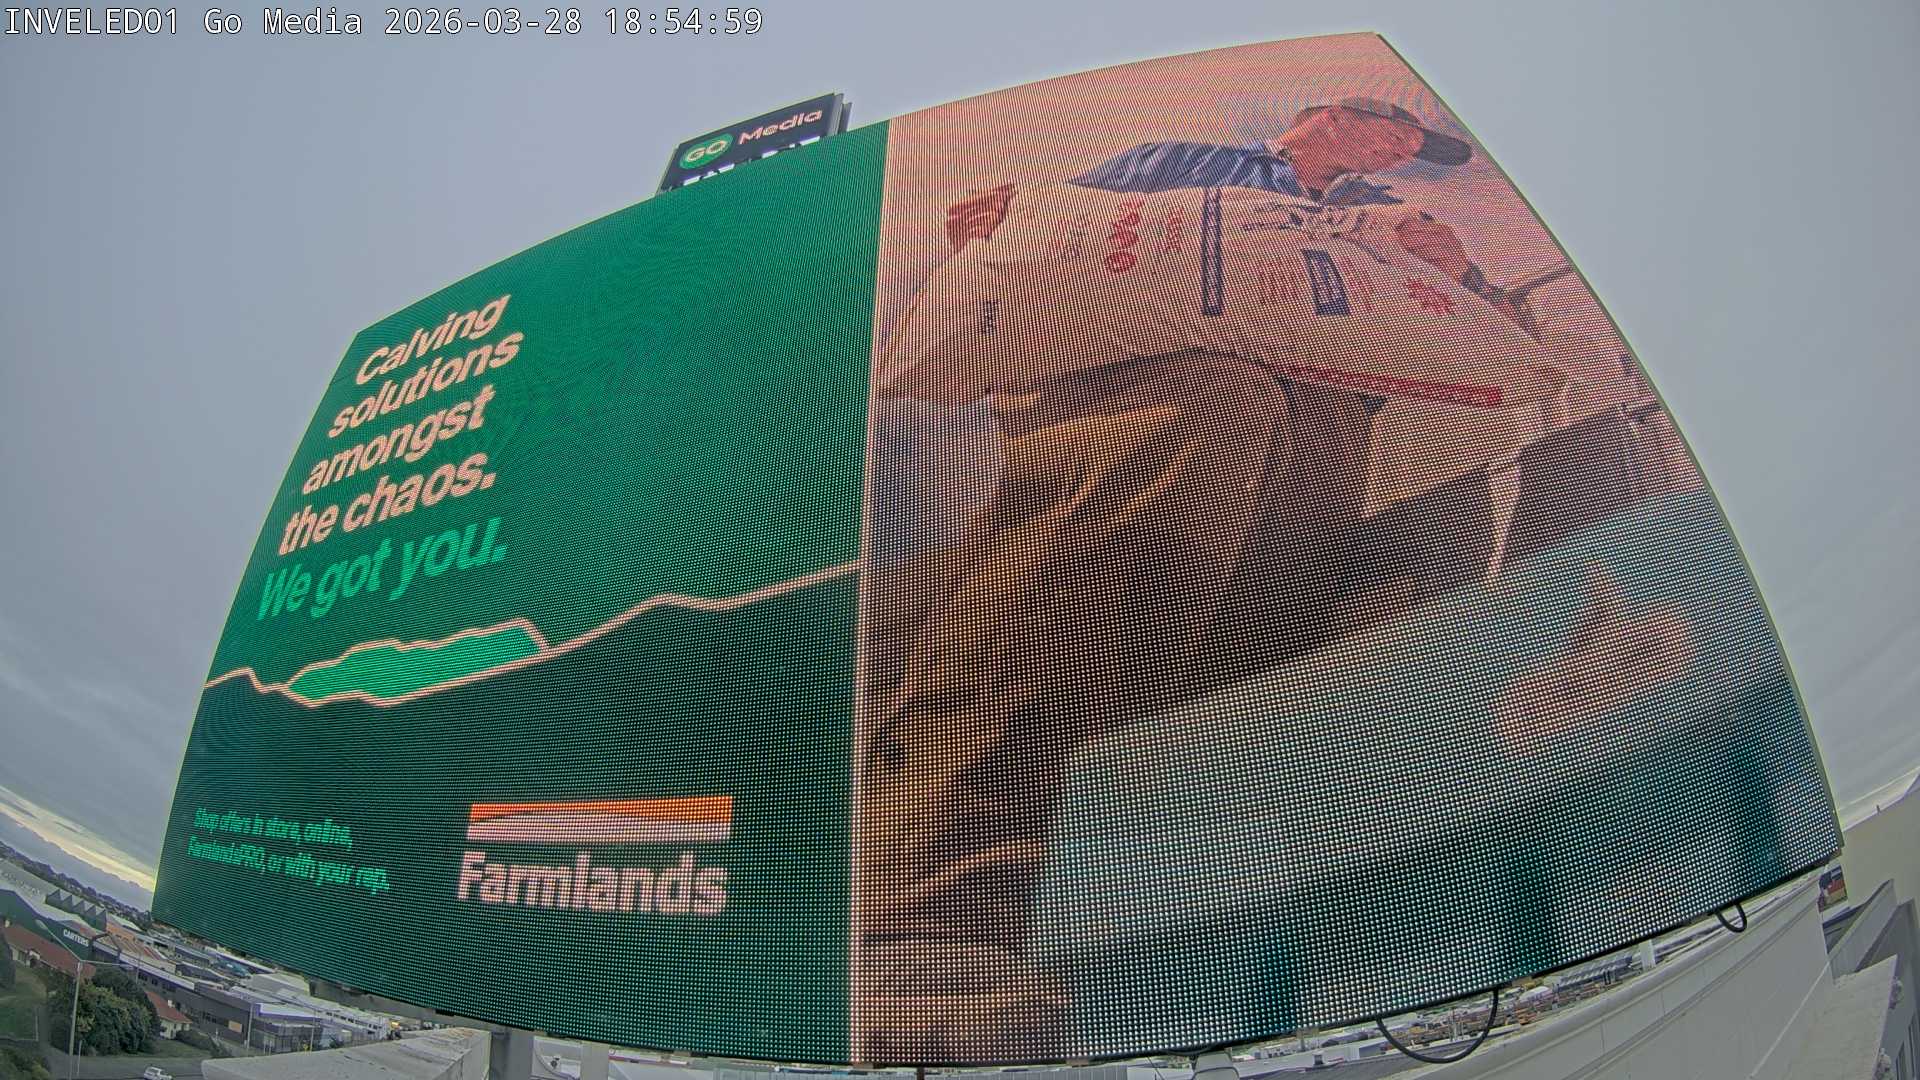 INVELED01 Go Media 2026-03-28 18:54:59
GO Media
Calving
solutions
amongst
the chaos.
We got you.
Shop offers in store, online,
FarmlandsPRO, or with your rep.
Farmlands
CARTERS